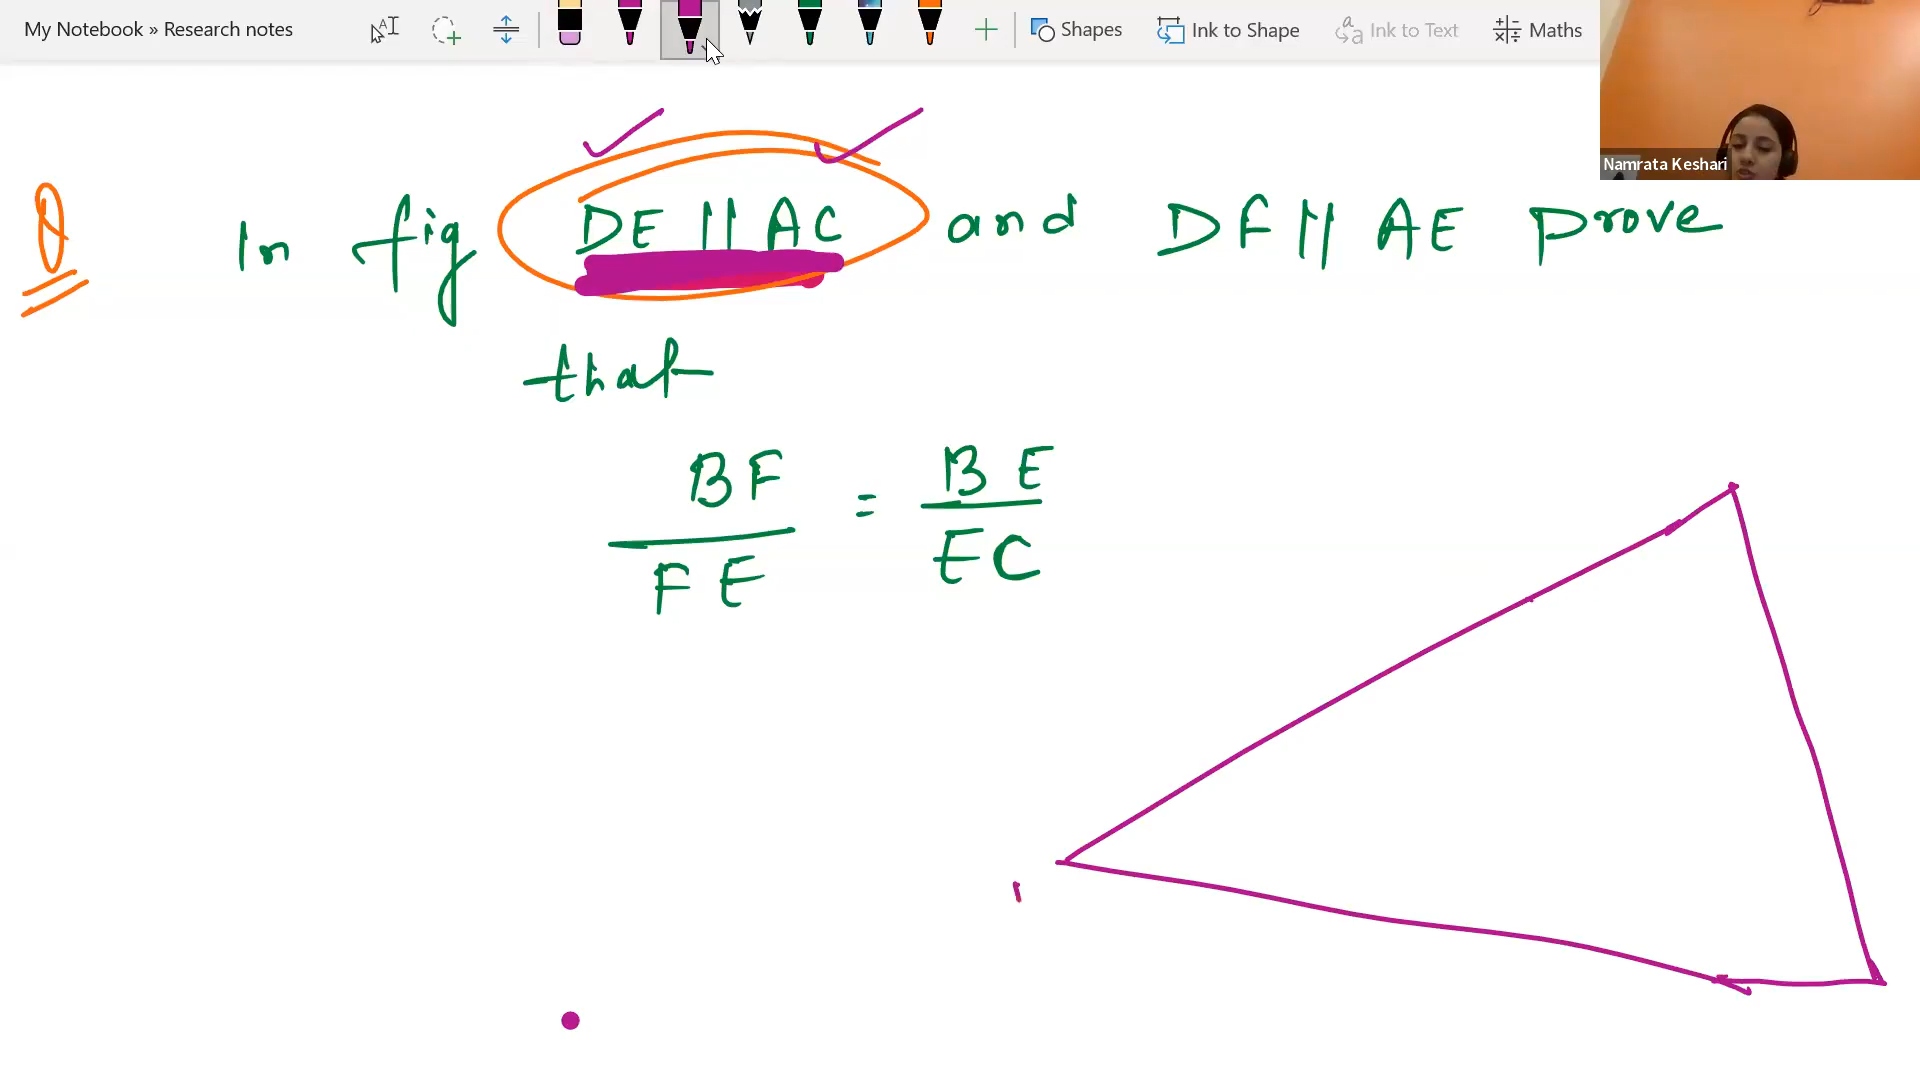 My Notebook » Research notes
Shapes
Ink to Shape
Ink to Text
Maths
Namrata Keshari
Q In fig DE || AC and DF || AE Prove
that
BF/FE = BE/EC